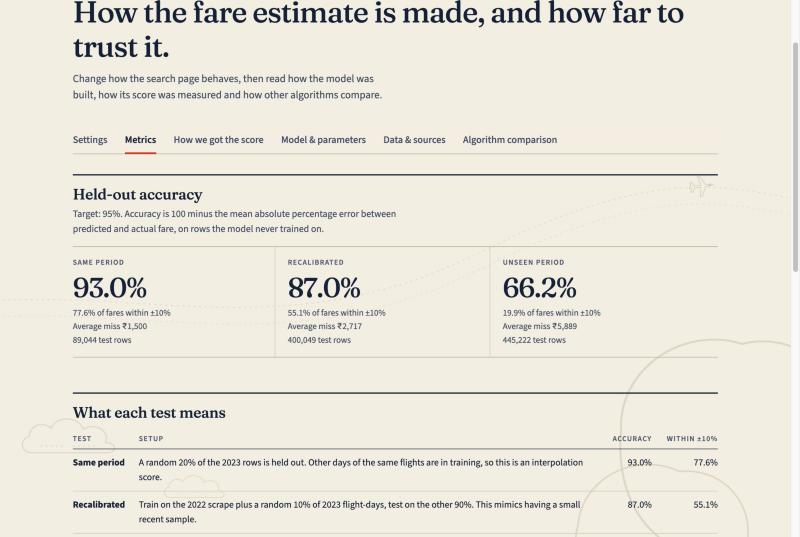 How the fare estimate is made, and how far to
trust it.
Change how the search page behaves, then read how the model was
built, how its score was measured and how other algorithms compare.
Settings Metrics How we got the score Model & parameters Data & sources Algorithm comparison
Held-out accuracy
Target: 95%. Accuracy is 100 minus the mean absolute percentage error between
predicted and actual fare, on rows the model never trained on.
SAME PERIOD
93.0%
77.6% of fares within ±10%
Average miss ₹1,500
89,044 test rows
RECALIBRATED
87.0%
55.1% of fares within ±10%
Average miss ₹2,717
400,049 test rows
UNSEEN PERIOD
66.2%
19.9% of fares within ±10%
Average miss ₹5,889
445,222 test rows
What each test means
TEST SETUP ACCURACY WITHIN ±10%
Same period A random 20% of the 2023 rows is held out. Other days of the same flights are in training, so this is an interpolation 93.0% 77.6%
score.
Recalibrated Train on the 2022 scrape plus a random 10% of 2023 flight-days, test on the other 90%. This mimics having a small 87.0% 55.1%
recent sample.